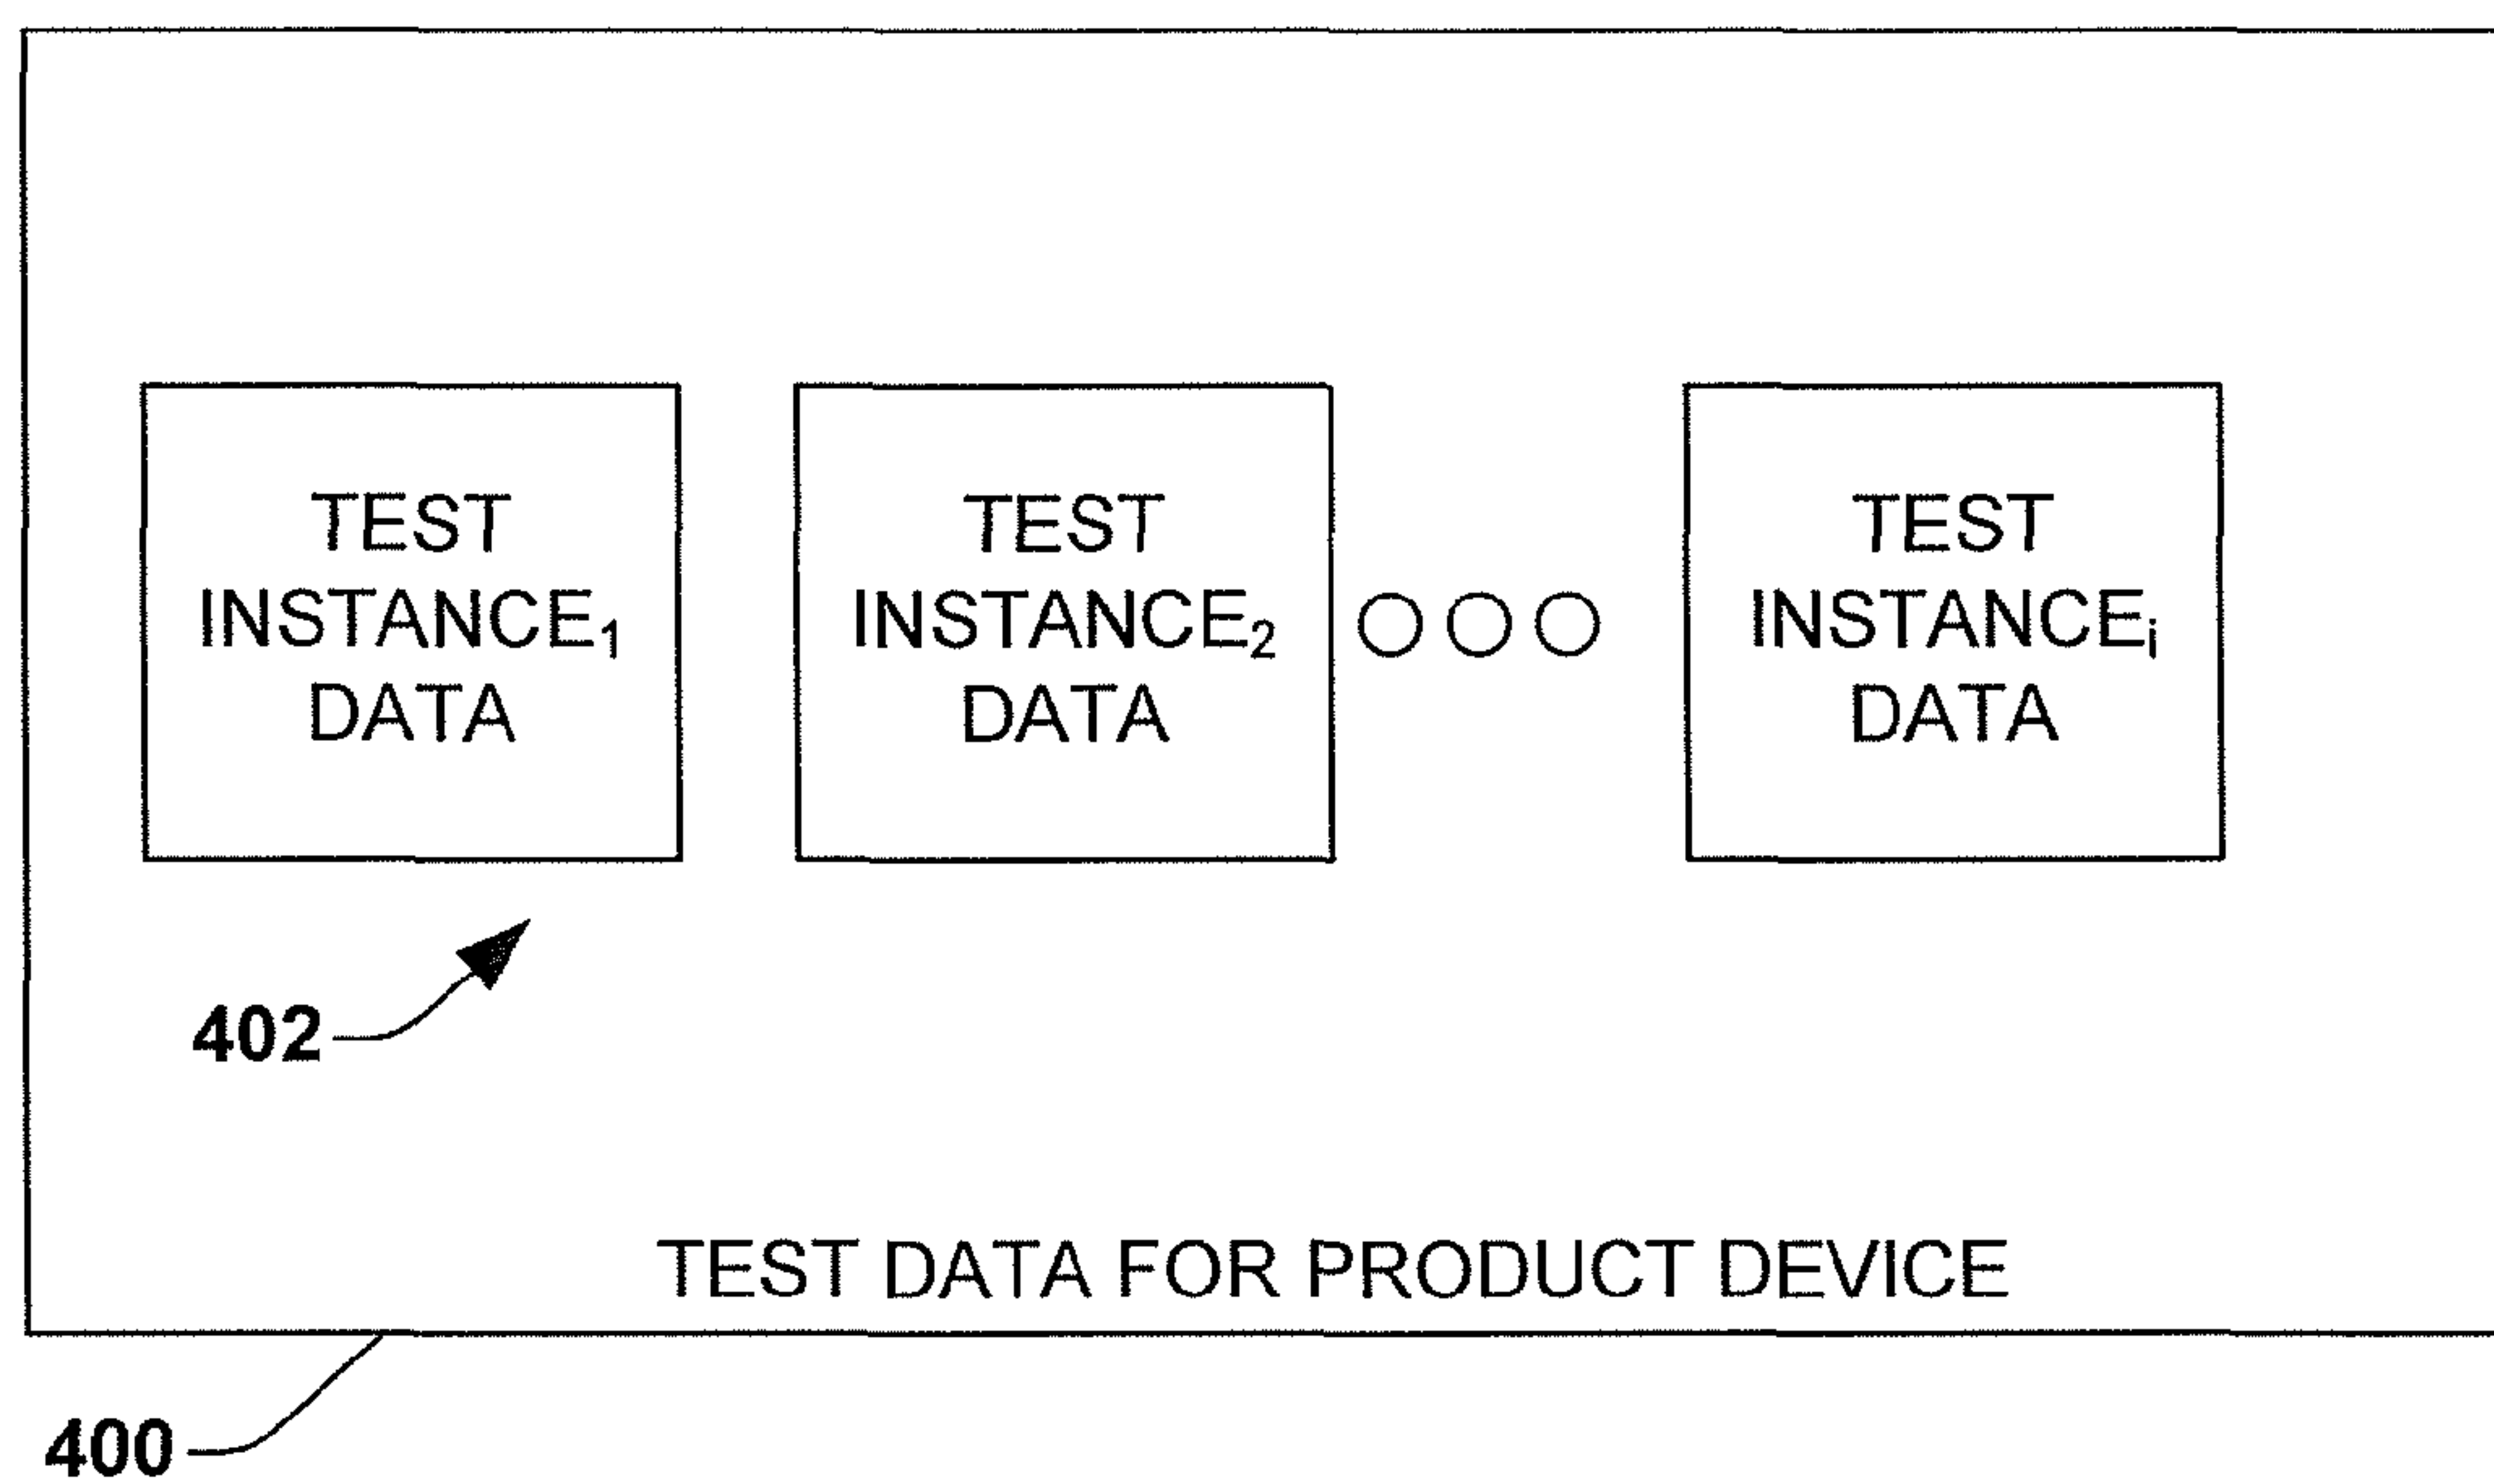 TEST
INSTANCE₁
DATA
TEST
INSTANCE₂
DATA
○○○
TEST
INSTANCEᵢ
DATA
402
TEST DATA FOR PRODUCT DEVICE
400